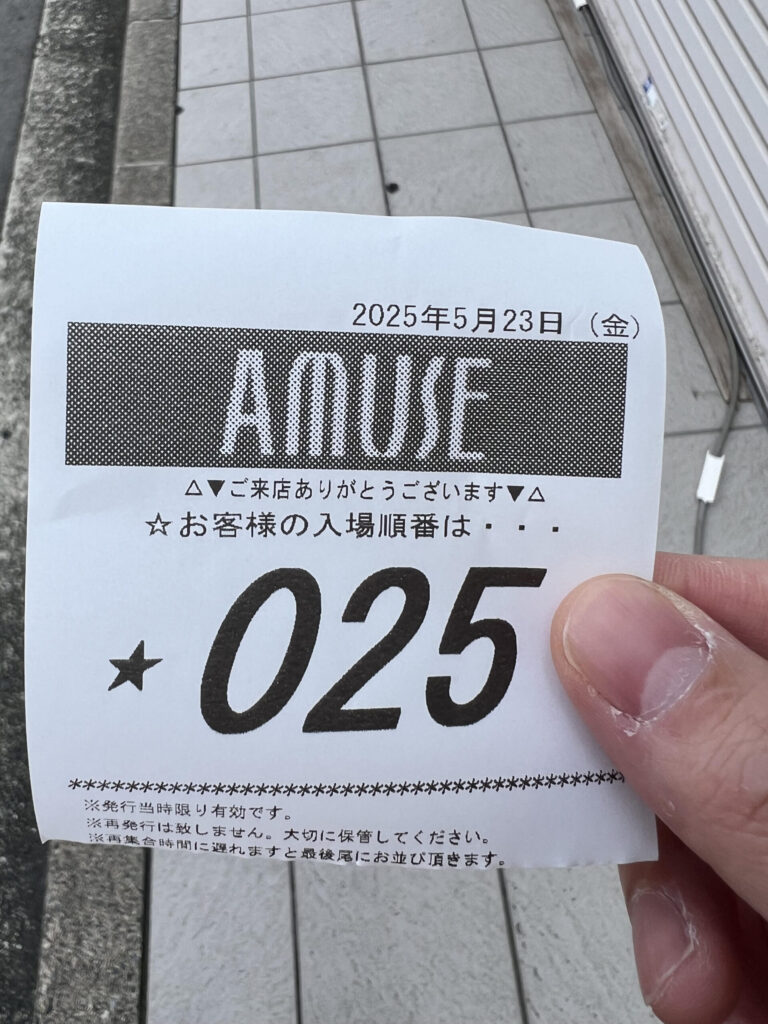 2025年5月23日 （金）
AMUSE
△▼ご来店ありがとうございます▼△
☆お客様の入場順番は・・・
★ 025
***************************************
※発行当時限り有効です。
※再発行は致しません。大切に保管してください。
※再集合時間に遅れますと最後尾にお並び頂きます。